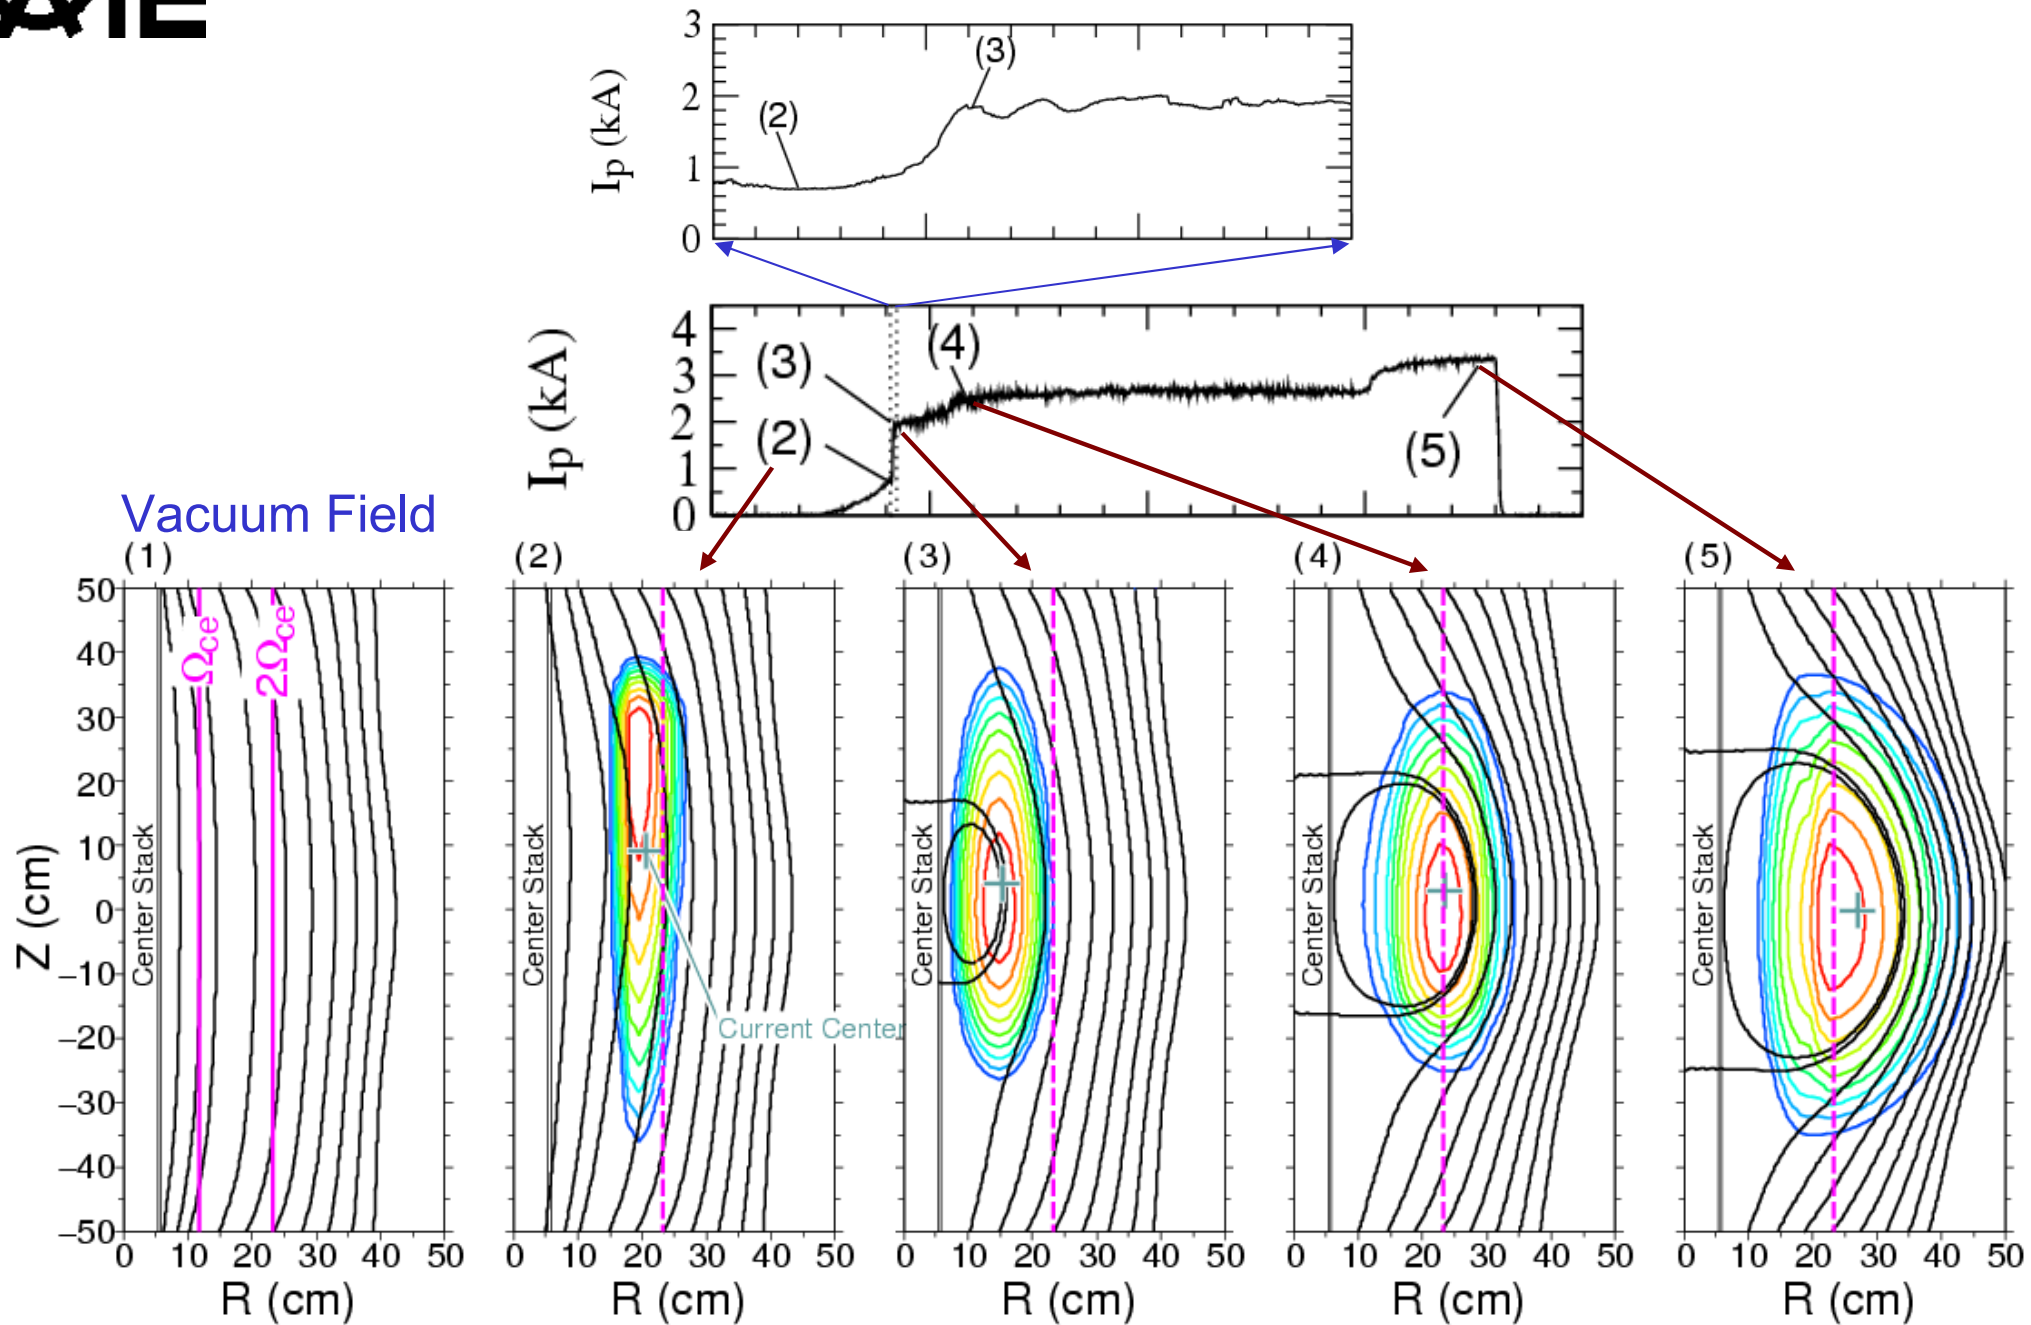 3
2
1
0
Ip (kA)
(2)
(3)
4
3
2
1
0
Ip (kA)
(3)
(2)
(4)
(5)
Vacuum Field
(1)
(2)
(3)
(4)
(5)
50
40
30
20
10
0
−10
−20
−30
−40
−50
Z (cm)
Ωce
2Ωce
Center Stack
Center Stack
Center Stack
Center Stack
Center Stack
Current Center
0 10 20 30 40 50
0 10 20 30 40 50
0 10 20 30 40 50
0 10 20 30 40 50
0 10 20 30 40 50
R (cm)
R (cm)
R (cm)
R (cm)
R (cm)